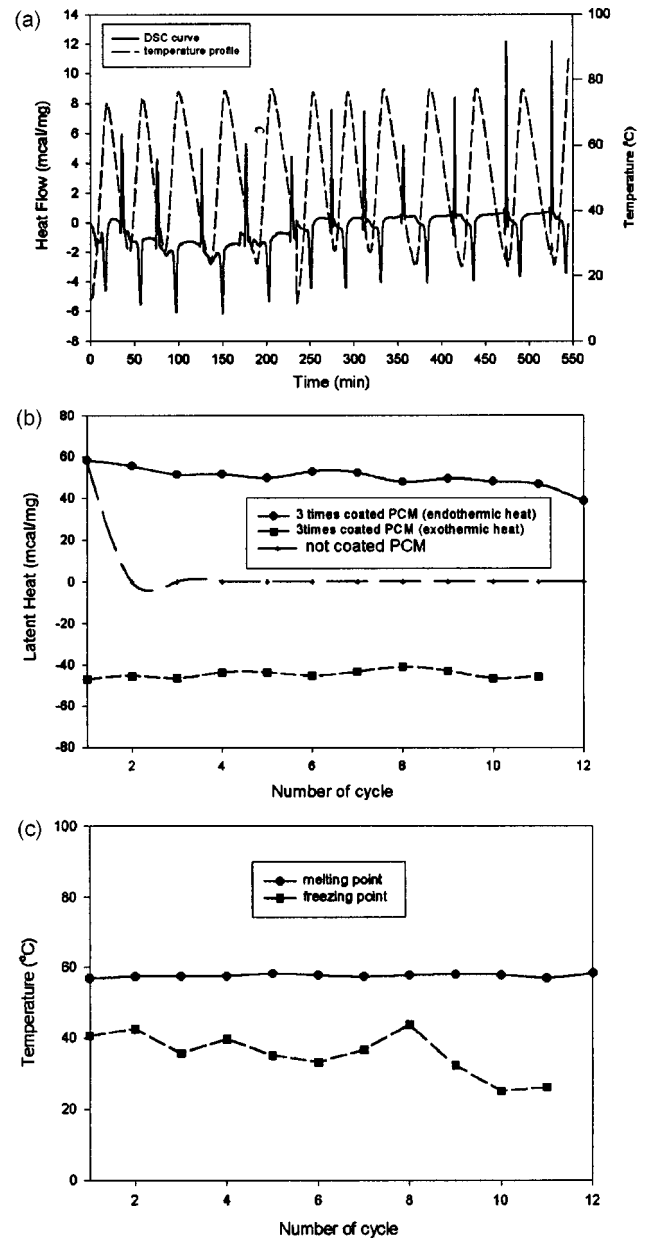 (a)
14
12
10
8
6
4
2
0
-2
-4
-6
-8
Heat Flow (mcal/mg)
DSC curve
temperature profile
C
100
80
60
40
20
0
Temperature (°C)
0 50 100 150 200 250 300 350 400 450 500 550
Time (min)
(b)
80
60
40
20
0
-20
-40
-60
-80
Latent Heat (mcal/mg)
3 times coated PCM (endothermic heat)
3times coated PCM (exothermic heat)
not coated PCM
2 4 6 8 10 12
Number of cycle
(c)
100
80
60
40
20
0
Temperature (°C)
melting point
freezing point
2 4 6 8 10 12
Number of cycle